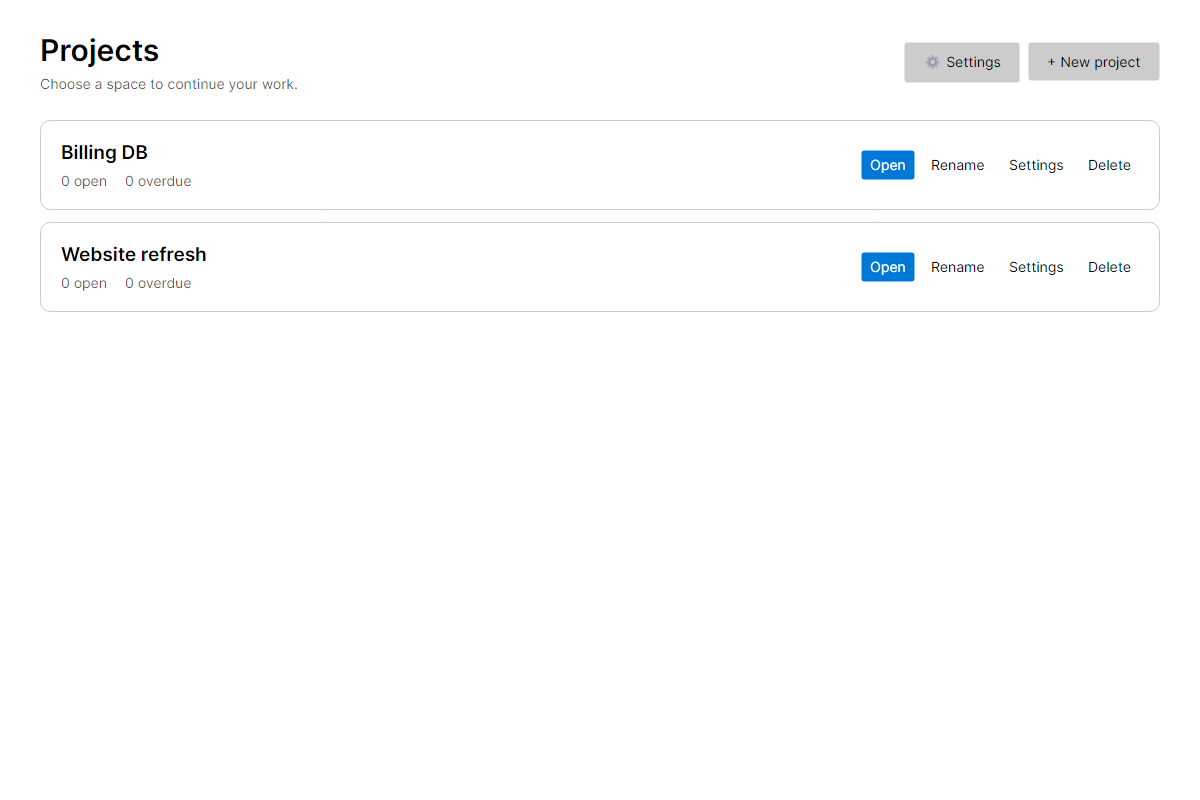 Projects
Choose a space to continue your work.
Settings
+ New project
Billing DB
0 open 0 overdue
Open Rename Settings Delete
Website refresh
0 open 0 overdue
Open Rename Settings Delete